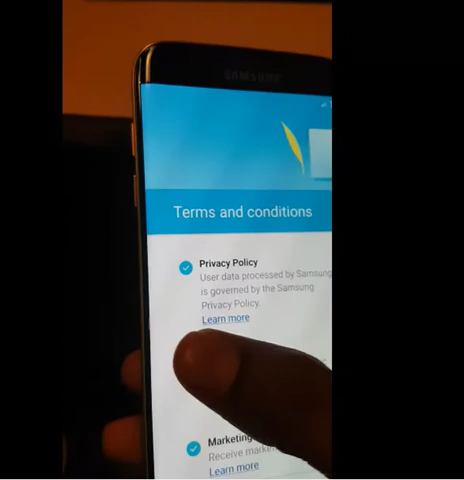 SAMSUNG
Terms and conditions
Privacy Policy
User data processed by Samsung
is governed by the Samsung
Privacy Policy.
Learn more
Marketing
Receive
Learn more